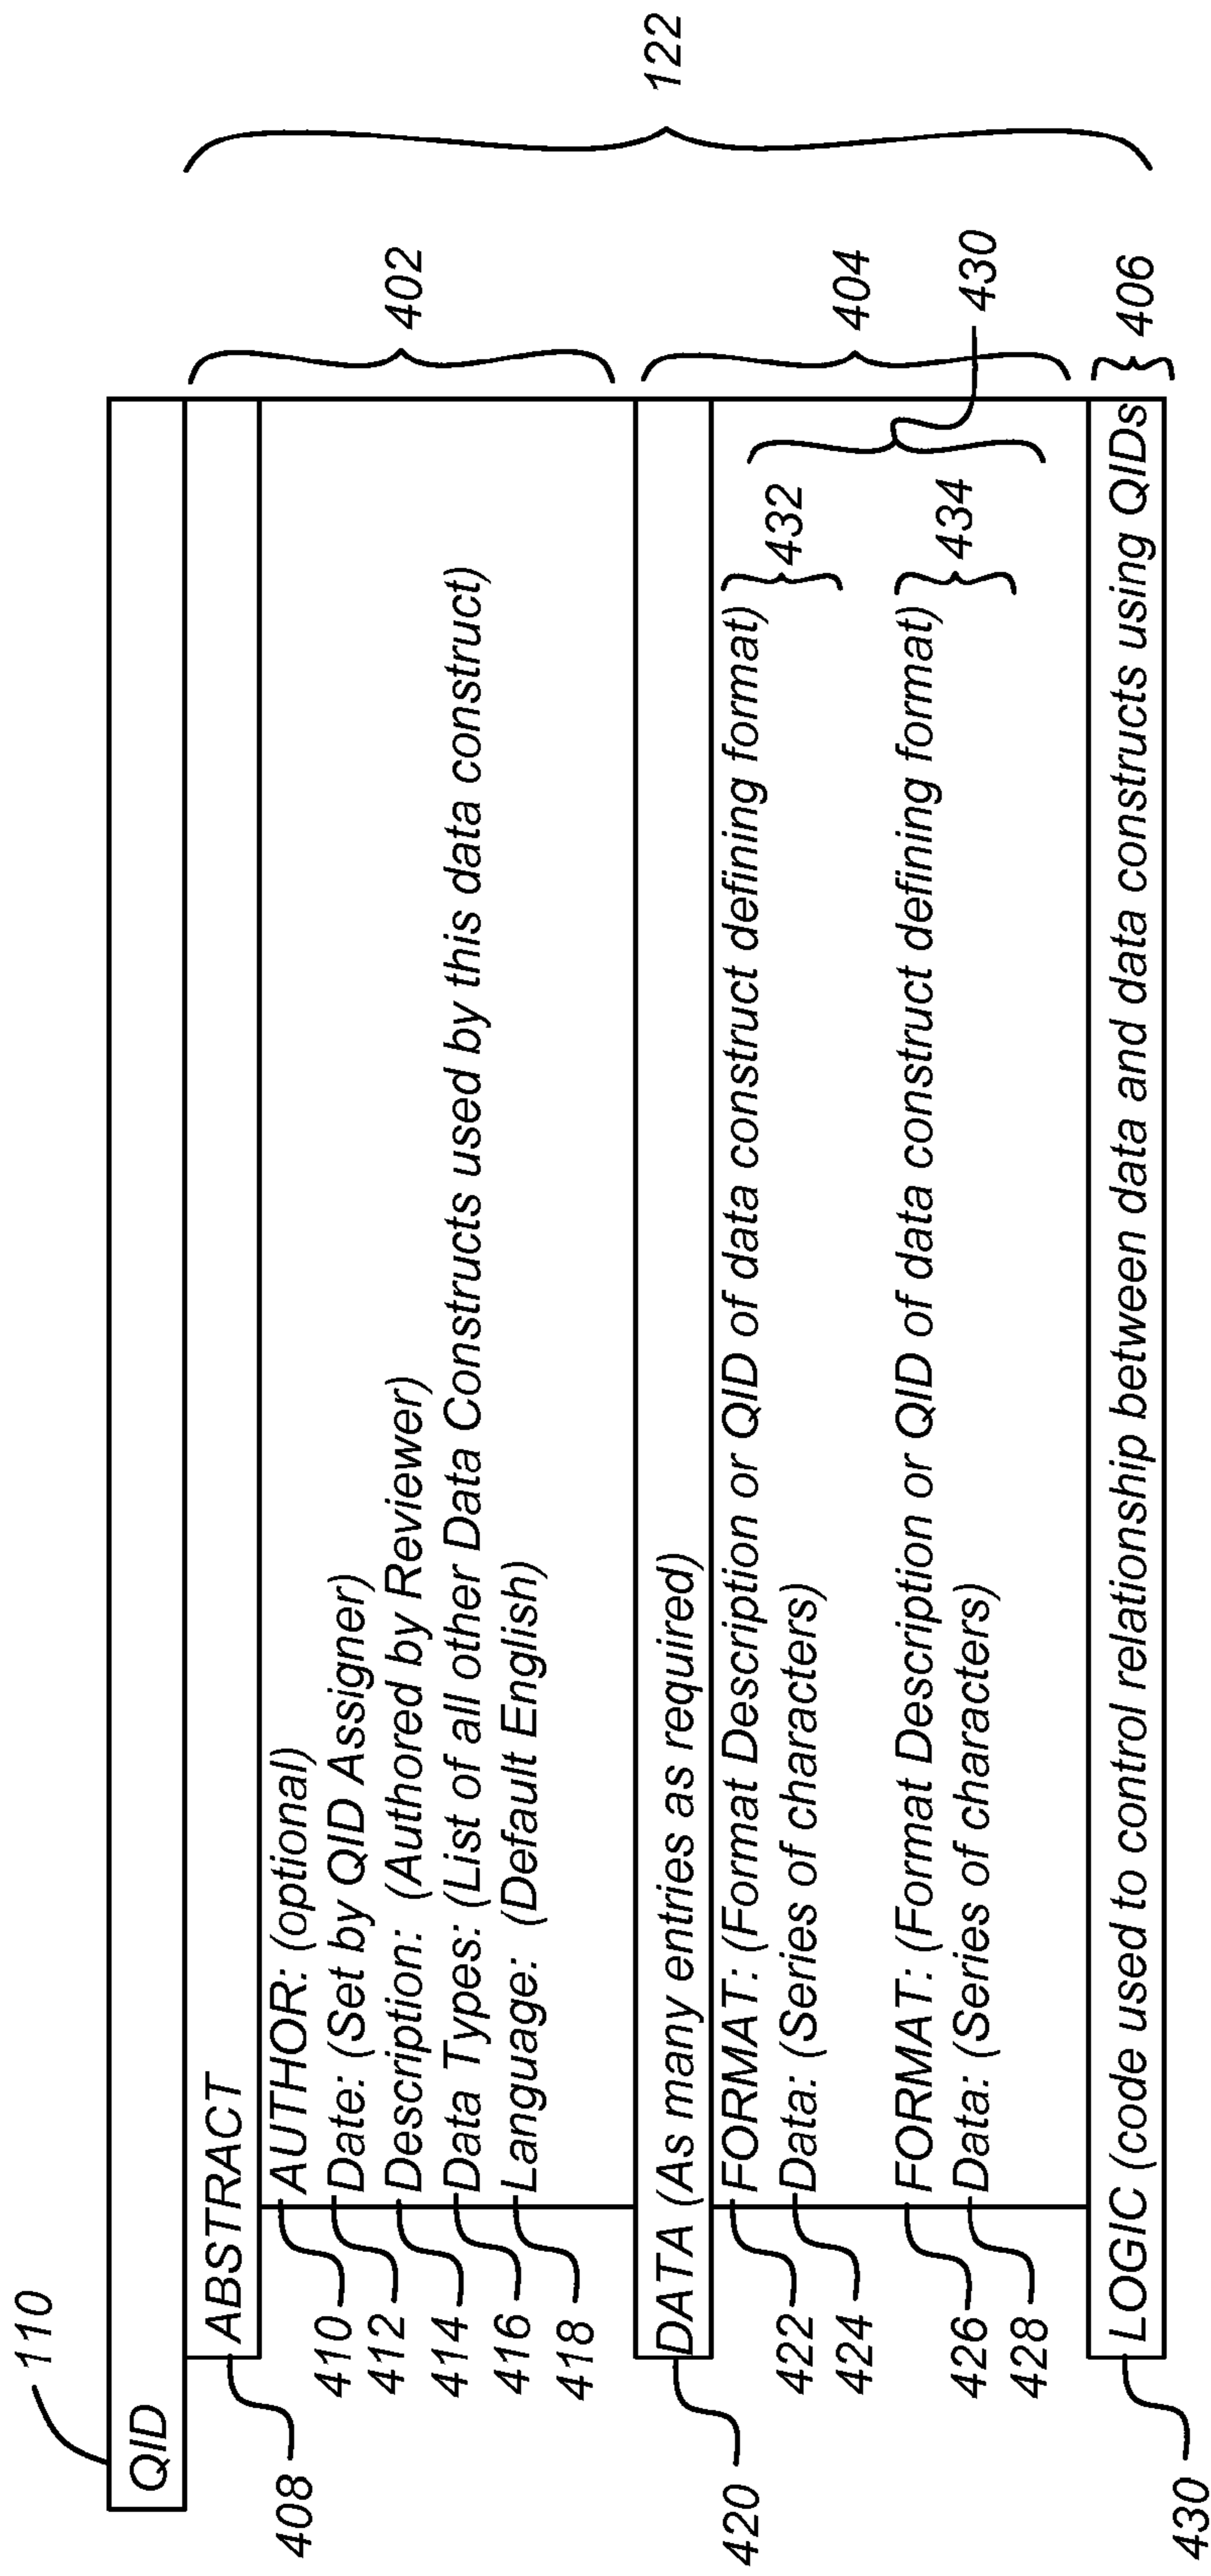 110
QID
408
ABSTRACT
402
122
410
AUTHOR: (optional)
412
Date: (Set by QID Assigner)
414
Description: (Authored by Reviewer)
416
Data Types: (List of all other Data Constructs used by this data construct)
418
Language: (Default English)
420
DATA (As many entries as required)
404
422
FORMAT: (Format Description or QID of data construct defining format)
432
424
Data: (Series of characters)
430
426
FORMAT: (Format Description or QID of data construct defining format)
434
428
Data: (Series of characters)
430
LOGIC (code used to control relationship between data and data constructs using QIDs
406